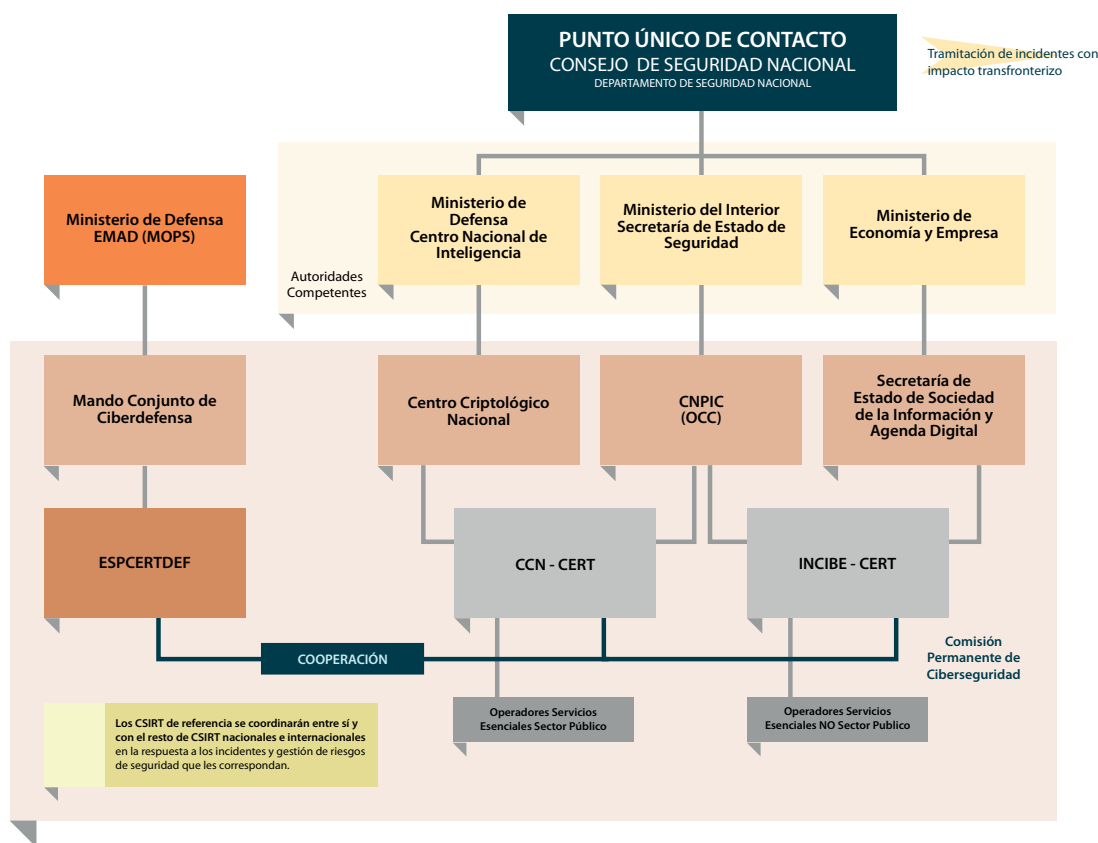 PUNTO ÚNICO DE CONTACTO
CONSEJO DE SEGURIDAD NACIONAL
DEPARTAMENTO DE SEGURIDAD NACIONAL
Tramitación de incidentes con
impacto transfronterizo
Ministerio de Defensa
EMAD (MOPS)
Ministerio de
Defensa
Centro Nacional de
Inteligencia
Ministerio del Interior
Secretaría de Estado de
Seguridad
Ministerio de
Economía y Empresa
Autoridades
Competentes
Mando Conjunto de
Ciberdefensa
Centro Criptológico
Nacional
CNPIC
(OCC)
Secretaría de
Estado de Sociedad
de la Información y
Agenda Digital
ESPCERTDEF
CCN - CERT
INCIBE - CERT
COOPERACIÓN
Comisión
Permanente de
Ciberseguridad
Operadores Servicios
Esenciales Sector Público
Operadores Servicios
Esenciales NO Sector Publico
Los CSIRT de referencia se coordinarán entre sí y
con el resto de CSIRT nacionales e internacionales
en la respuesta a los incidentes y gestión de riesgos
de seguridad que les correspondan.